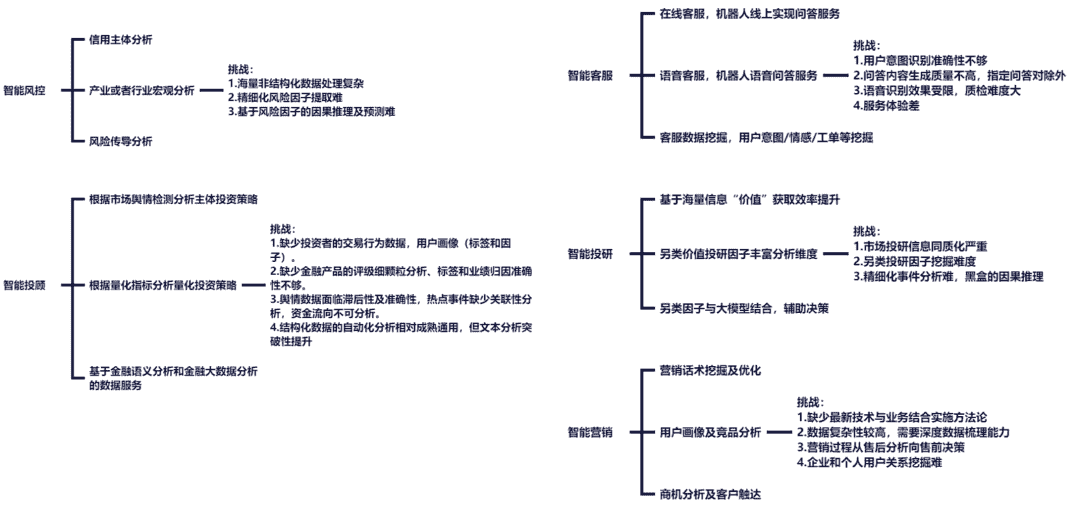 智能风控
信用主体分析
产业或者行业宏观分析
挑战：
1.海量非结构化数据处理复杂
2.精细化风险因子提取难
3.基于风险因子的因果推理及预测难
风险传导分析
智能投顾
根据市场舆情检测分析主体投资策略
根据量化指标分析量化投资策略
挑战：
1.缺少投资者的交易行为数据，用户画像（标签和因
子）。
2.缺少金融产品的评级细颗粒分析、标签和业绩归因准确
性不够。
3.舆情数据面临滞后性及准确性，热点事件缺少关联性分
析，资金流向不可分析。
4.结构化数据的自动化分析相对成熟通用，但文本分析突
破性提升
基于金融语义分析和金融大数据分析
的数据服务
智能客服
在线客服，机器人线上实现问答服务
语音客服，机器人语音问答服务
挑战：
1.用户意图识别准确性不够
2.问答内容生成质量不高，指定问答对除外
3.语音识别效果受限，质检难度大
4.服务体验差
客服数据挖掘，用户意图/情感/工单等挖掘
智能投研
基于海量信息“价值”获取效率提升
另类价值投研因子丰富分析维度
挑战：
1.市场投研信息同质化严重
2.另类投研因子挖掘难度
3.精细化事件分析难，黑盒的因果推理
另类因子与大模型结合，辅助决策
智能营销
营销话术挖掘及优化
用户画像及竞品分析
挑战：
1.缺少最新技术与业务结合实施方法论
2.数据复杂性较高，需要深度数据梳理能力
3.营销过程从售后分析向售前决策
4.企业和个人用户关系挖掘难
商机分析及客户触达